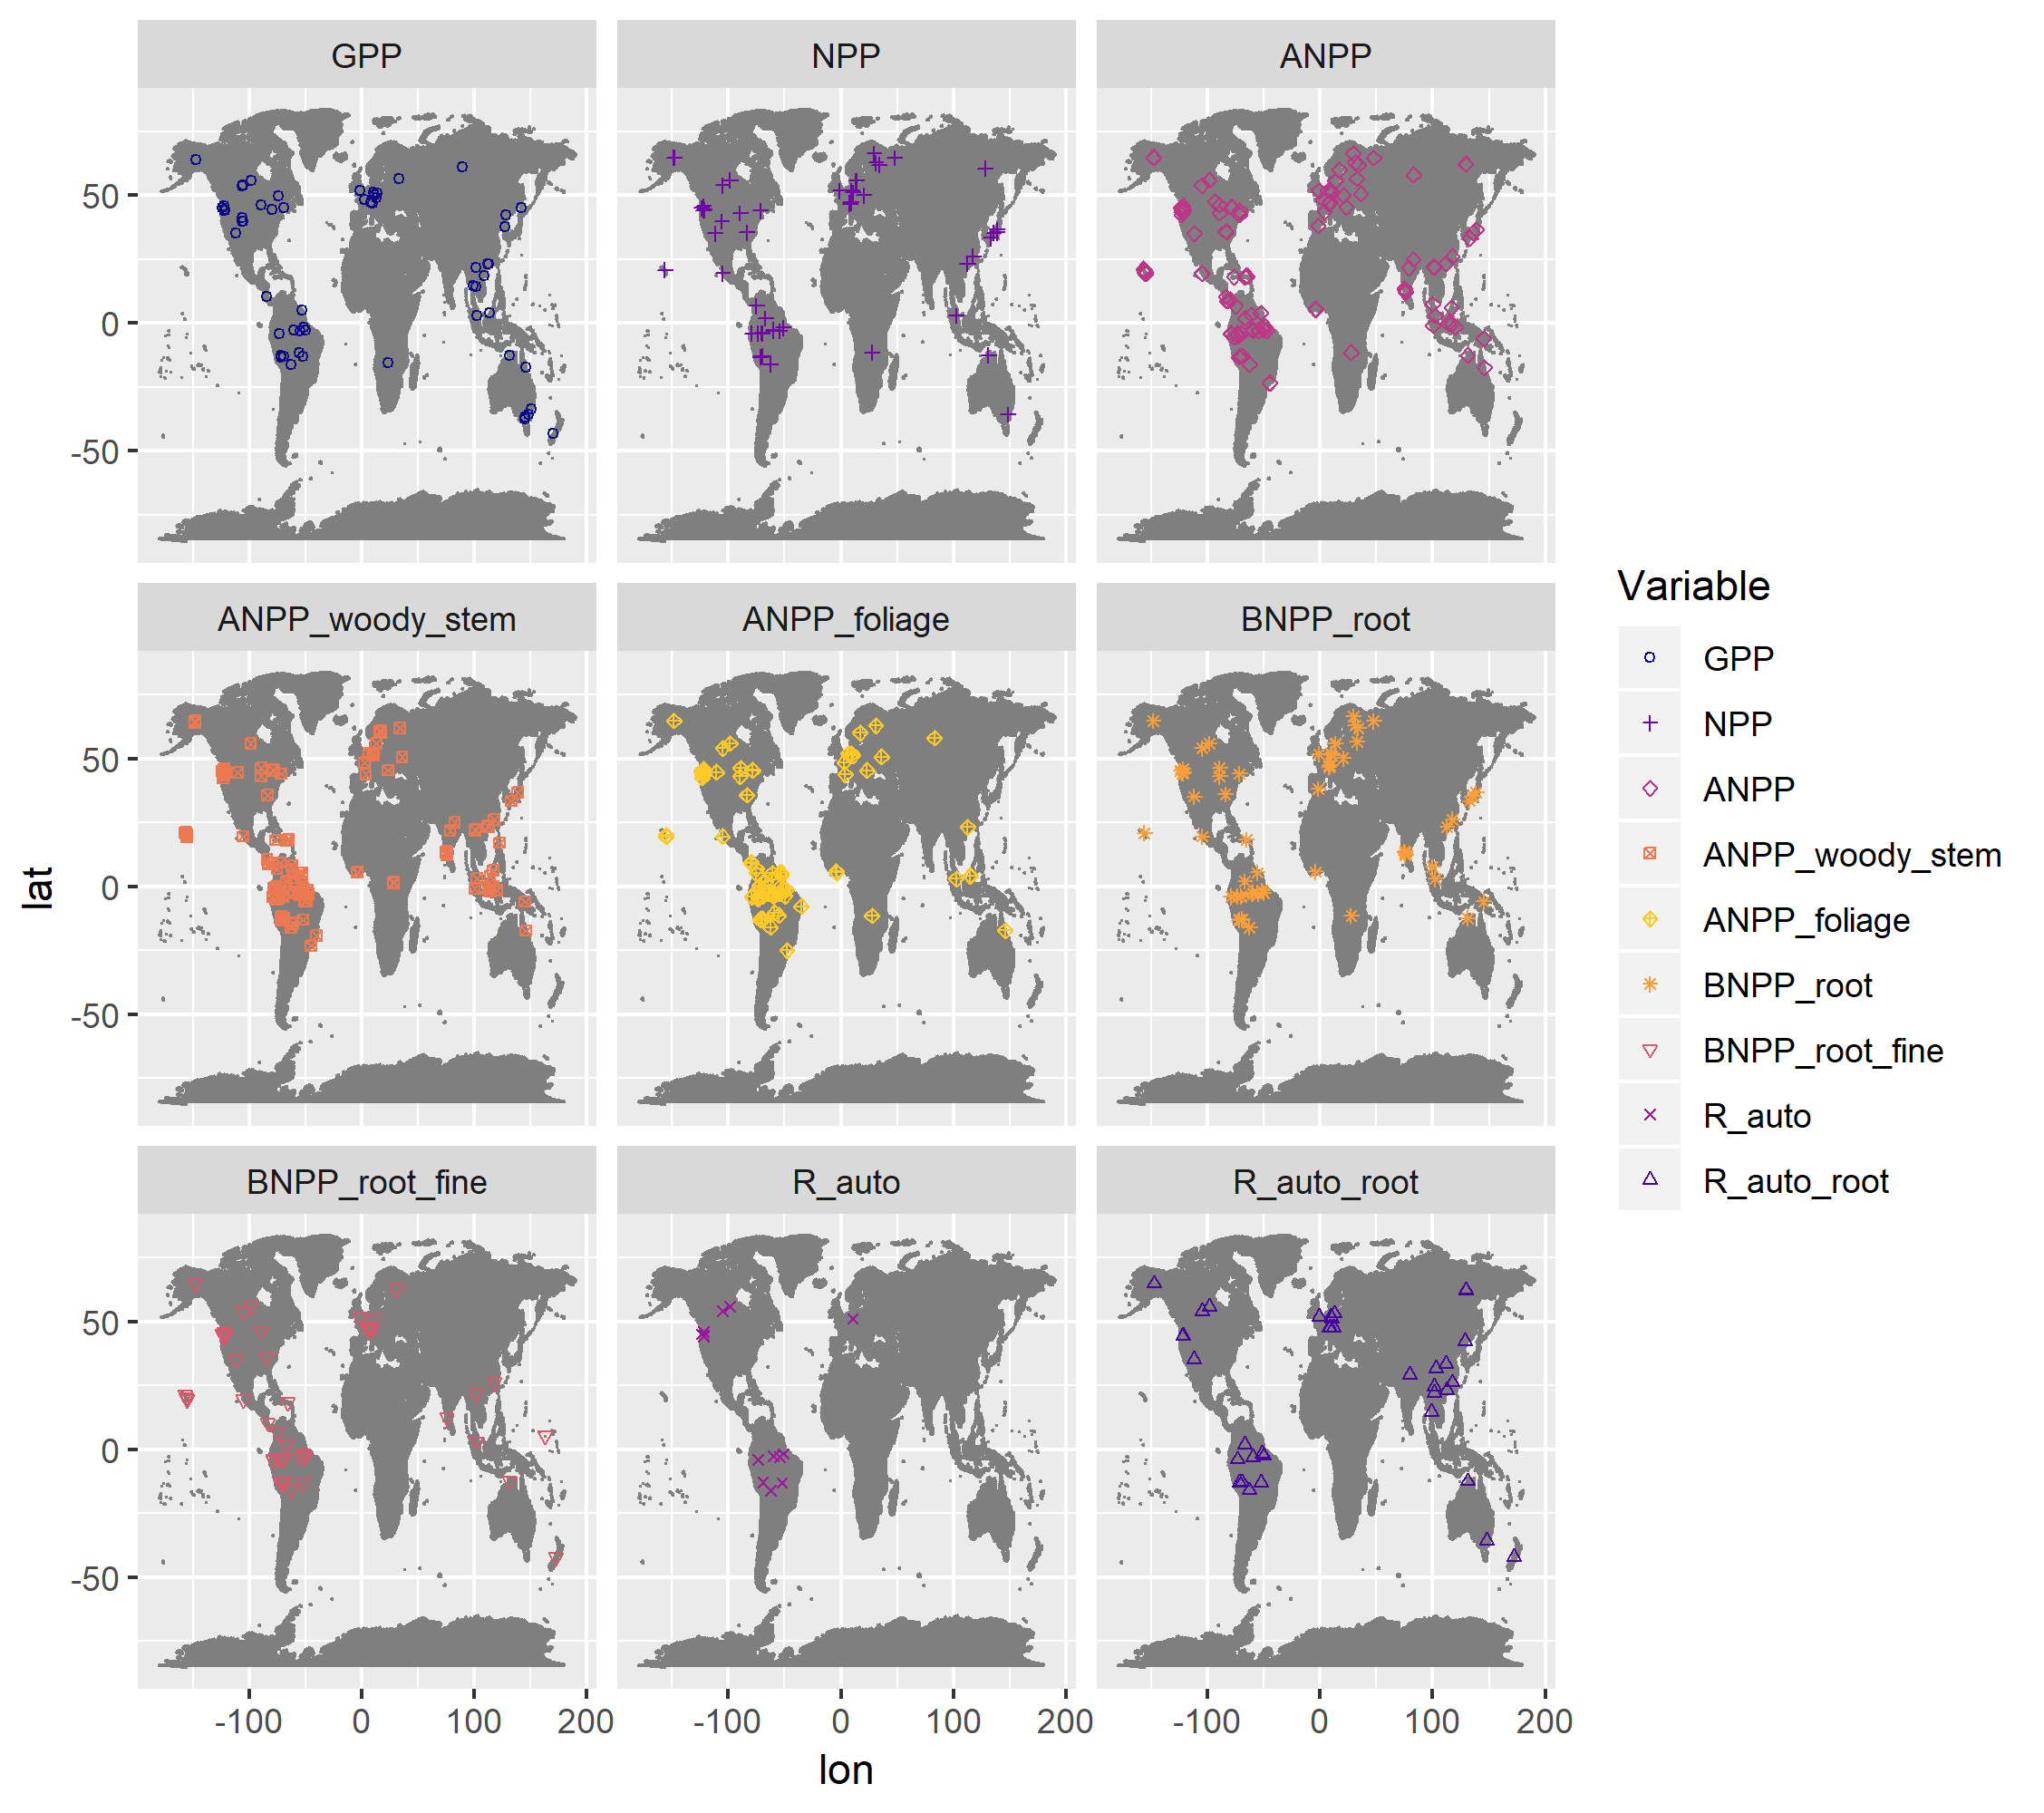 GPP
NPP
ANPP
50
0
-50
ANPP_woody_stem
ANPP_foliage
BNPP_root
50
0
-50
BNPP_root_fine
R_auto
R_auto_root
50
0
-50
-100 0 100 200
-100 0 100 200
-100 0 100 200
lon
lat
Variable
GPP
NPP
ANPP
ANPP_woody_stem
ANPP_foliage
BNPP_root
BNPP_root_fine
R_auto
R_auto_root